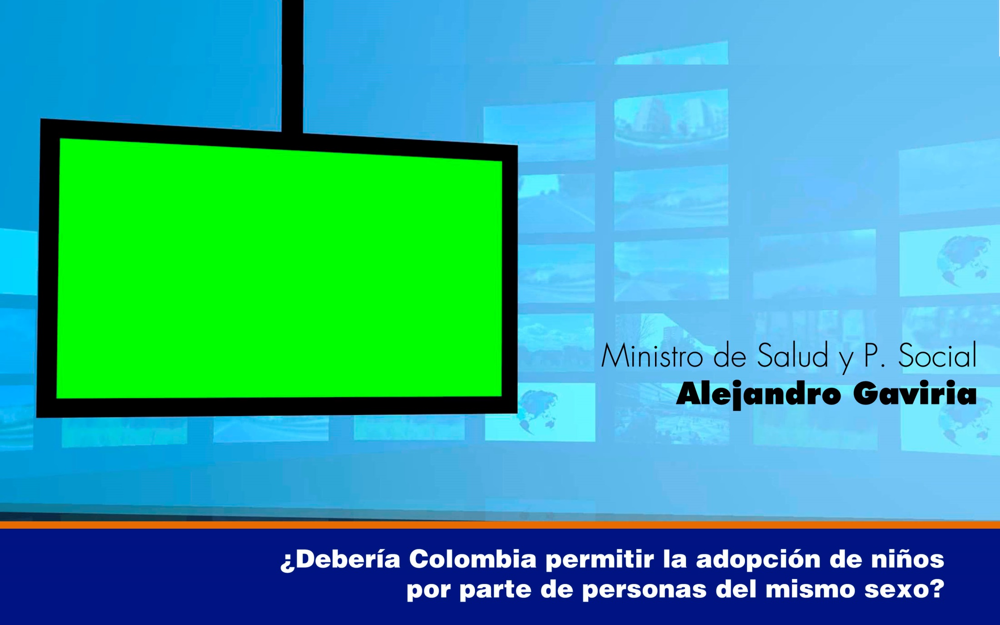 Ministro de Salud y P. Social
Alejandro Gaviria
¿Debería Colombia permitir la adopción de niños
por parte de personas del mismo sexo?